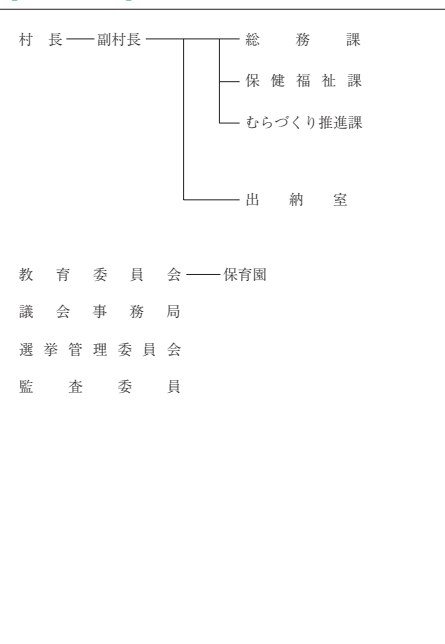 村長 副村長 総務課
保健福祉課
むらづくり推進課
出納室
教育委員会 保育園
議会事務局
選挙管理委員会
監査委員